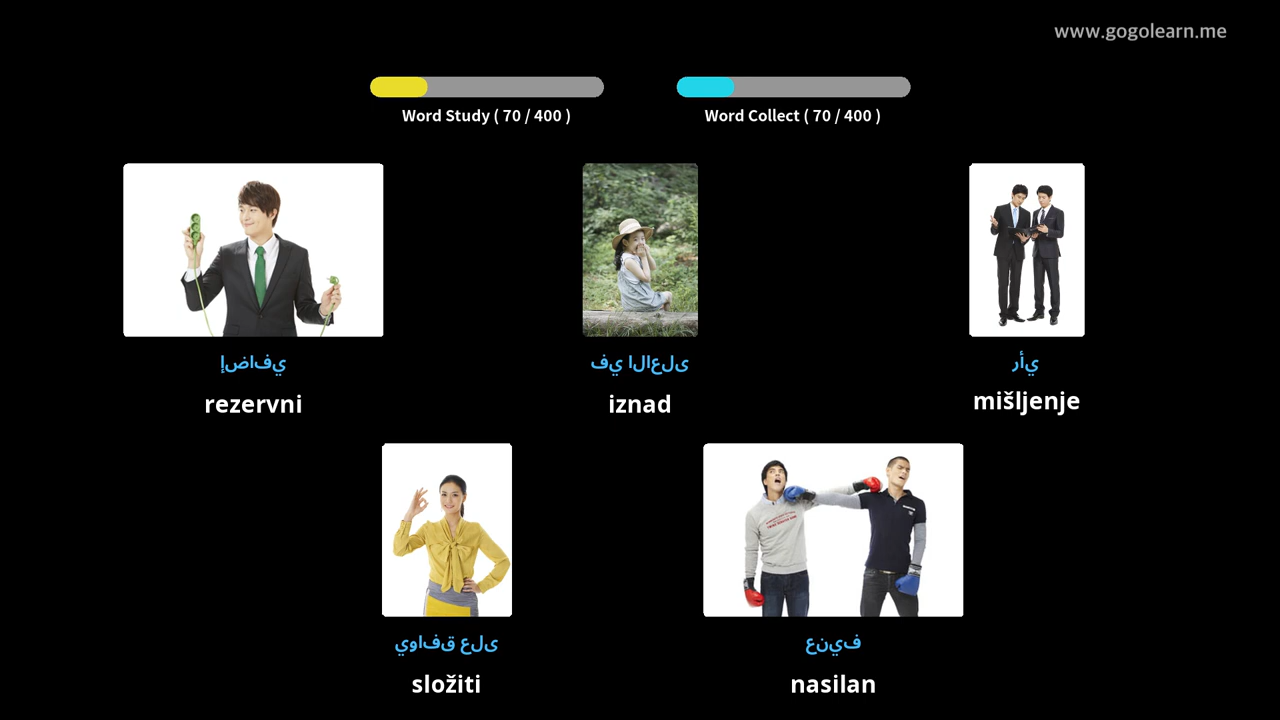 www.gogolearn.me
Word Study ( 70 / 400 )
Word Collect ( 70 / 400 )
إضافي
في الاعلى
رأي
rezervni
iznad
mišljenje
يوافق على
عنيف
složiti
nasilan